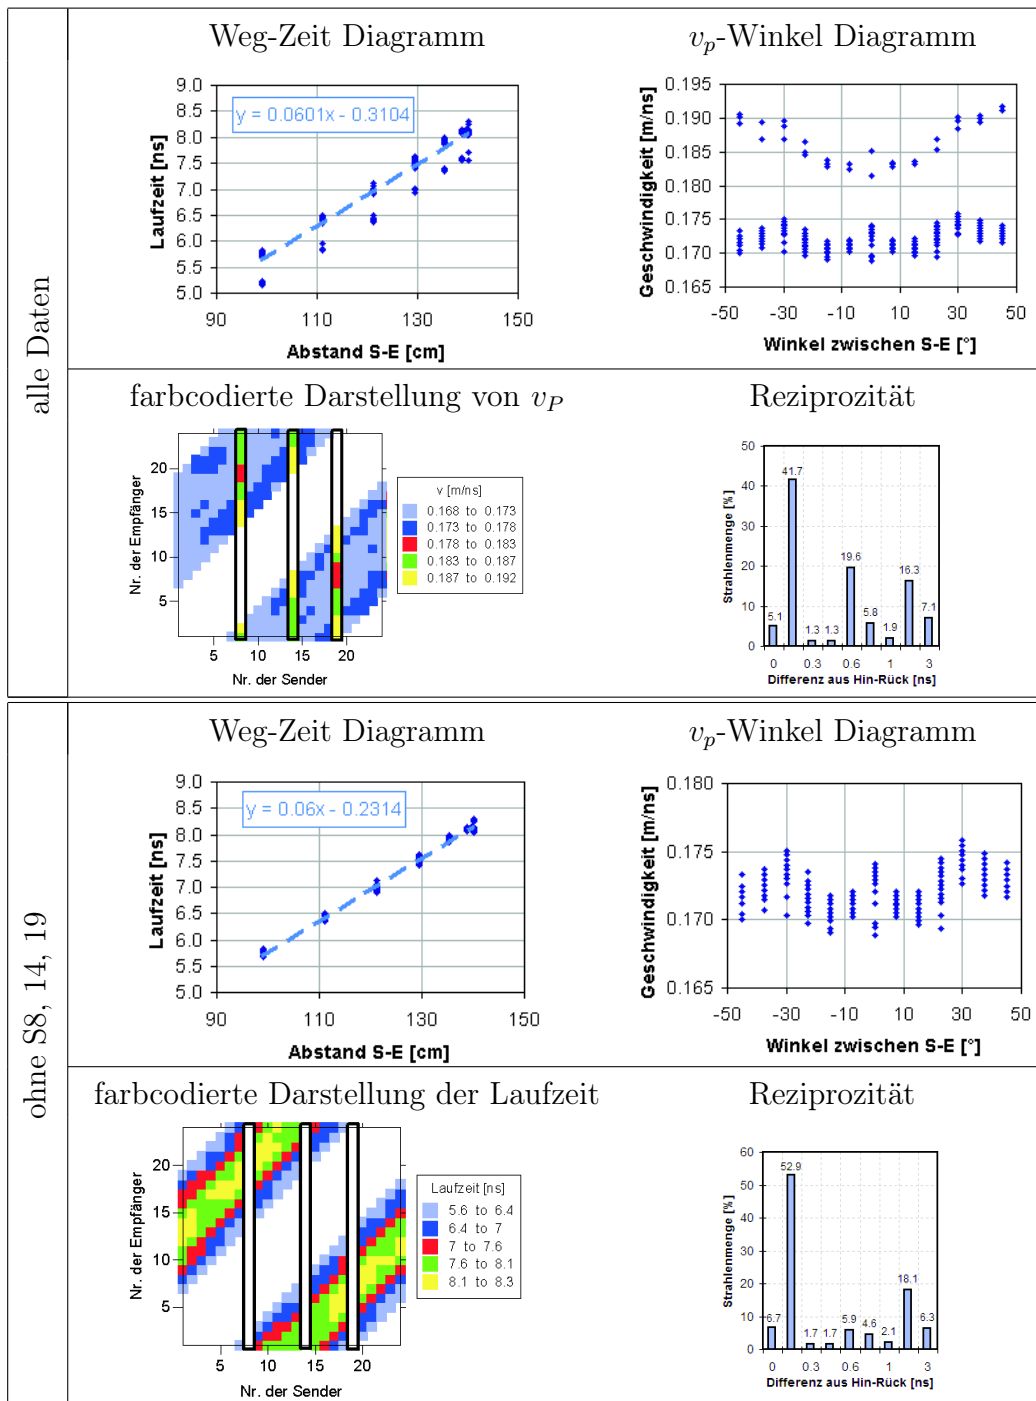 alle Daten
Weg-Zeit Diagramm
y = 0.0601x - 0.3104
Laufzeit [ns]
9.0
8.5
8.0
7.5
7.0
6.5
6.0
5.5
5.0
90 110 130 150
Abstand S-E [cm]
v_p-Winkel Diagramm
Geschwindigkeit [m/ns]
0.195
0.190
0.185
0.180
0.175
0.170
0.165
-50 -30 -10 10 30 50
Winkel zwischen S-E [°]
farbcodierte Darstellung von v_P
Nr. der Empfänger
20
15
10
5
5 10 15 20
Nr. der Sender
v [m/ns]
0.168 to 0.173
0.173 to 0.178
0.178 to 0.183
0.183 to 0.187
0.187 to 0.192
Reziprozität
Strahlenmenge [%]
50
40
30
20
10
0
5.1 41.7 1.3 1.3 19.6 5.8 1.9 16.3 7.1
0 0.3 0.6 1 3
Differenz aus Hin-Rück [ns]
ohne S8, 14, 19
Weg-Zeit Diagramm
y = 0.06x - 0.2314
Laufzeit [ns]
9.0
8.5
8.0
7.5
7.0
6.5
6.0
5.5
5.0
90 110 130 150
Abstand S-E [cm]
v_p-Winkel Diagramm
Geschwindigkeit [m/ns]
0.180
0.175
0.170
0.165
-50 -30 -10 10 30 50
Winkel zwischen S-E [°]
farbcodierte Darstellung der Laufzeit
Nr. der Empfänger
20
15
10
5
5 10 15 20
Nr. der Sender
Laufzeit [ns]
5.6 to 6.4
6.4 to 7
7 to 7.6
7.6 to 8.1
8.1 to 8.3
Reziprozität
Strahlenmenge [%]
60
50
40
30
20
10
0
6.7 52.9 1.7 1.7 5.9 4.6 2.1 18.1 6.3
0 0.3 0.6 1 3
Differenz aus Hin-Rück [ns]